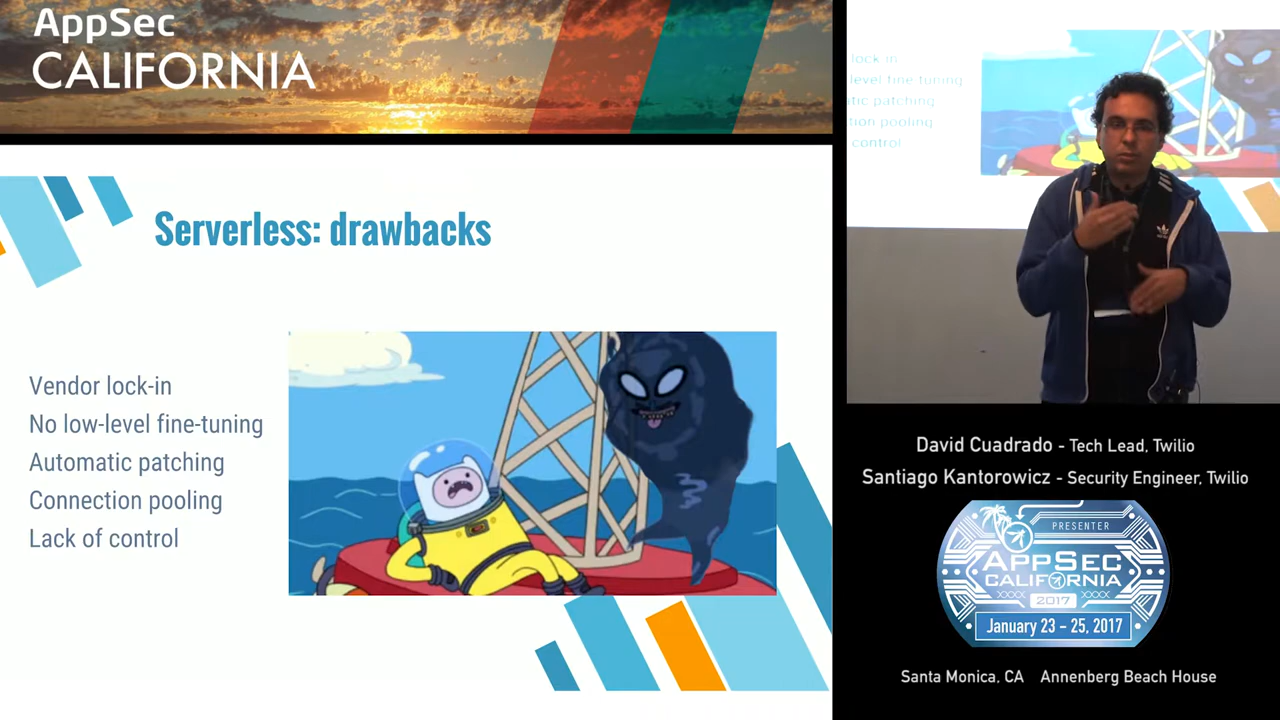 AppSec
CALIFORNIA
Serverless: drawbacks
Vendor lock-in
No low-level fine-tuning
Automatic patching
Connection pooling
Lack of control
lock in
level fine tuning
tic patching
tion pooling
control
David Cuadrado - Tech Lead, Twilio
Santiago Kantorowicz - Security Engineer, Twilio
PRESENTER
APPSEC
CALIFORNIA
XXXX 2017 XXXX
January 23 - 25, 2017
Santa Monica, CA Annenberg Beach House